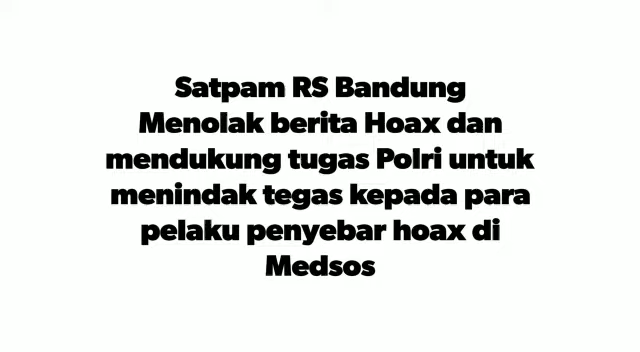 Satpam RS Bandung
Menolak berita Hoax dan
mendukung tugas Polri untuk
menindak tegas kepada para
pelaku penyebar hoax di
Medsos